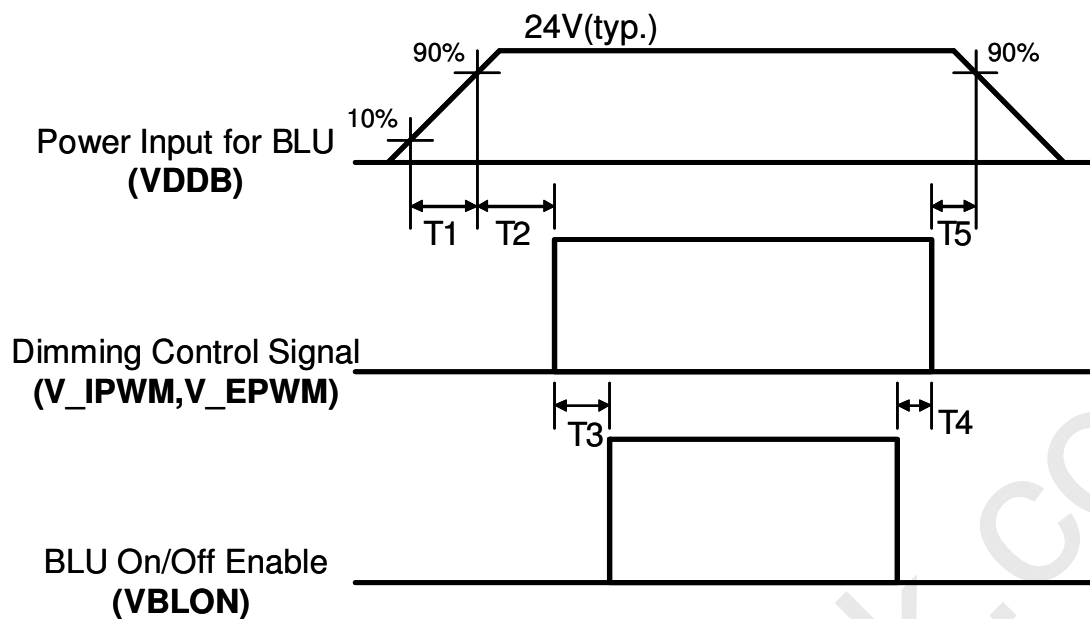 24V(typ.)
90%
90%
10%
Power Input for BLU
(VDDB)
T1
T2
T5
Dimming Control Signal
(V_IPWM,V_EPWM)
T3
T4
BLU On/Off Enable
(VBLON)